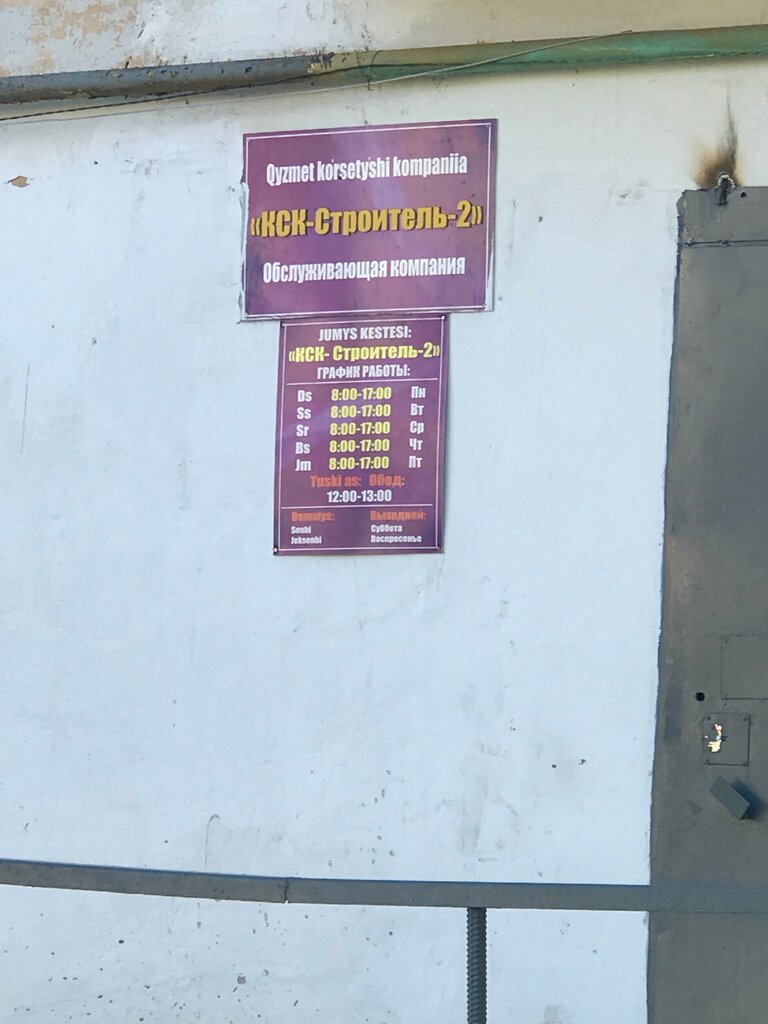 Qyzmet korsetyshi kompaniia
«КСК-Строитель-2»
Обслуживающая компания
JUMYS KESTESI:
«КСК- Строитель-2»
ГРАФИК РАБОТЫ:
Ds 8:00-17:00 Пн
Ss 8:00-17:00 Вт
Sr 8:00-17:00 Ср
Bs 8:00-17:00 Чт
Jm 8:00-17:00 Пт
Tuski as: Обед:
12:00-13:00
Demalys: Выходной:
Senbi Суббота
Jeksenbi Воскресенье